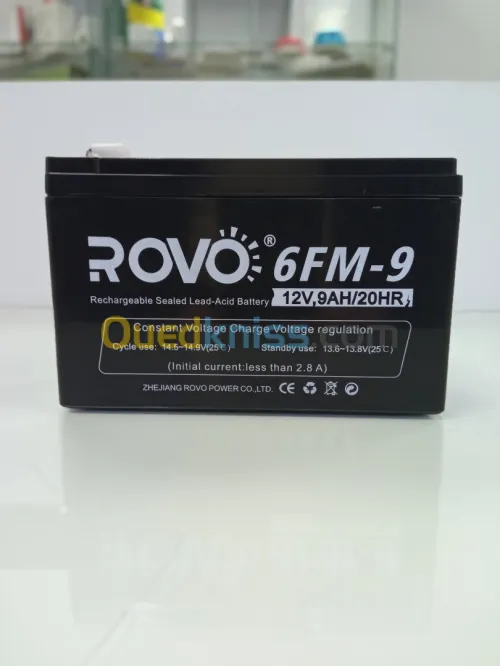 ROVO® 6FM-9
Rechargeable Sealed Lead-Acid Battery 12V,9AH/20HR
Ouedkniss.com
Constant Voltage Charge Voltage regulation
Cycle use: 14.5~14.9V(25℃) Standby use: 13.6~13.8V(25℃)
(Initial current:less than 2.8 A)
ZHEJIANG ROVO POWER CO.,LTD. CE